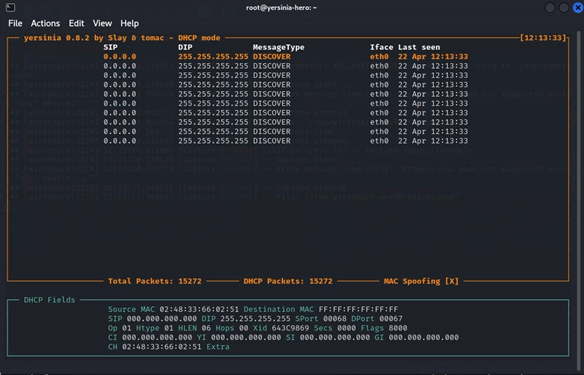 root@yersinia-hero: ~
File Actions Edit View Help
yersinia 0.8.2 by Slay & tomac - DHCP mode [12:13:33]
SIP DIP MessageType Iface Last seen
0.0.0.0 255.255.255.255 DISCOVER eth0 22 Apr 12:13:33
0.0.0.0 255.255.255.255 DISCOVER eth0 22 Apr 12:13:33
0.0.0.0 255.255.255.255 DISCOVER eth0 22 Apr 12:13:33
0.0.0.0 255.255.255.255 DISCOVER eth0 22 Apr 12:13:33
0.0.0.0 255.255.255.255 DISCOVER eth0 22 Apr 12:13:33
0.0.0.0 255.255.255.255 DISCOVER eth0 22 Apr 12:13:33
0.0.0.0 255.255.255.255 DISCOVER eth0 22 Apr 12:13:33
0.0.0.0 255.255.255.255 DISCOVER eth0 22 Apr 12:13:33
0.0.0.0 255.255.255.255 DISCOVER eth0 22 Apr 12:13:33
0.0.0.0 255.255.255.255 DISCOVER eth0 22 Apr 12:13:33
Total Packets: 15272 DHCP Packets: 15272 MAC Spoofing [X]
DHCP Fields
Source MAC 02:48:33:66:02:51 Destination MAC FF:FF:FF:FF:FF:FF
SIP 000.000.000.000 DIP 255.255.255.255 SPort 00068 DPort 00067
Op 01 Htype 01 HLEN 06 Hops 00 Xid 643C9869 Secs 0000 Flags 8000
CI 000.000.000.000 YI 000.000.000.000 SI 000.000.000.000 GI 000.000.000.000
CH 02:48:33:66:02:51 Extra